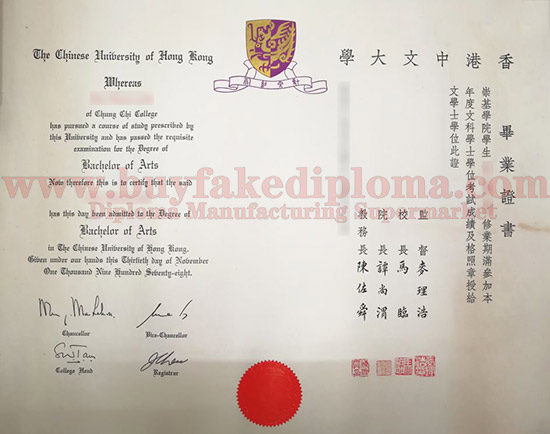 The Chinese University of Hong Kong
Whereas
of Chung Chi College
has pursued a course of study prescribed by
this University and has passed the requisite
examination for the Degree of
Bachelor of Arts
Now therefore this is to certify that the said
has this day been admitted to the Degree of
Bachelor of Arts
in The Chinese University of Hong Kong.
Given under our hands this Thirtieth day of November
One Thousand Nine Hundred Seventy-eight.
Chancellor
Vice-Chancellor
College Head
Registrar
香港中文大學
畢業證書
崇基學院學生 修業期滿參加本
年度文科學士學位考試成績及格照章授給
文學士學位此證
監督麥理浩
校長馬臨
院長譚尚渭
教務長陳佐舜
www.buyfakediploma.com
Diploma Manufacturing Supermarket